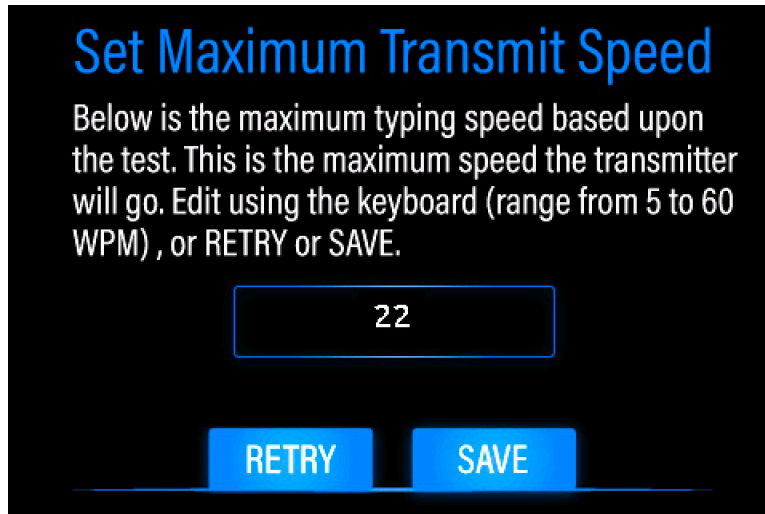 Set Maximum Transmit Speed
Below is the maximum typing speed based upon
the test. This is the maximum speed the transmitter
will go. Edit using the keyboard (range from 5 to 60
WPM) , or RETRY or SAVE.
22
RETRY SAVE